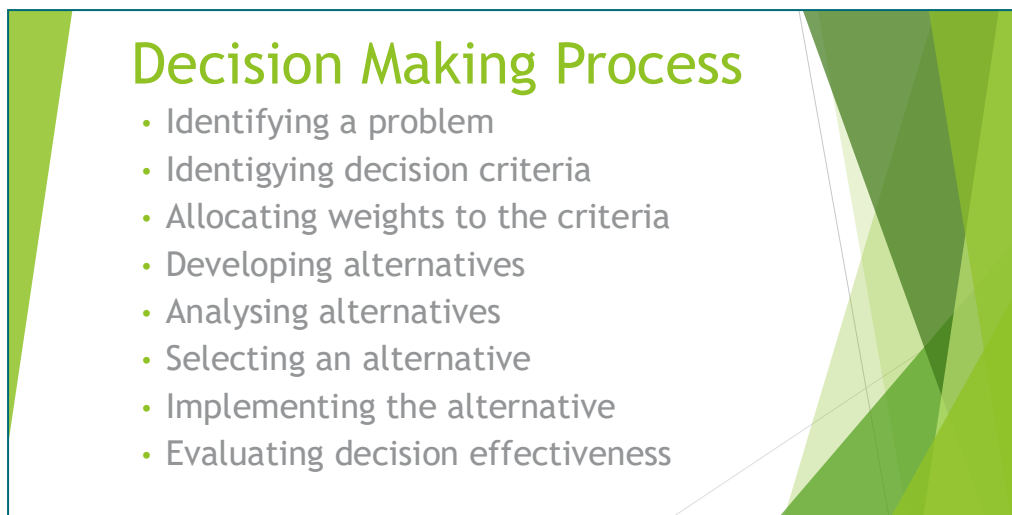 Decision Making Process
• Identifying a problem
• Identigying decision criteria
• Allocating weights to the criteria
• Developing alternatives
• Analysing alternatives
• Selecting an alternative
• Implementing the alternative
• Evaluating decision effectiveness